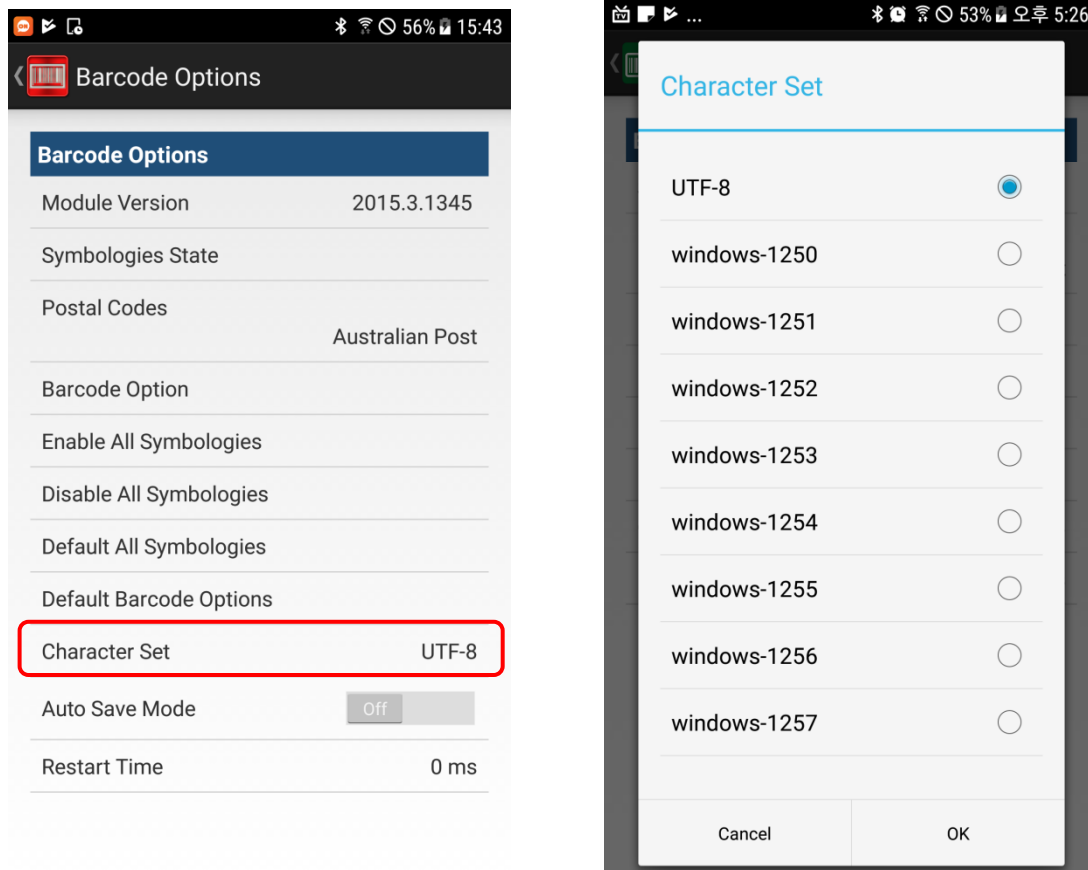 56% 15:43
Barcode Options
Barcode Options
Module Version 2015.3.1345
Symbologies State
Postal Codes
Australian Post
Barcode Option
Enable All Symbologies
Disable All Symbologies
Default All Symbologies
Default Barcode Options
Character Set UTF-8
Auto Save Mode Off
Restart Time 0 ms
... 53% 오후 5:26
Character Set
UTF-8
windows-1250
windows-1251
windows-1252
windows-1253
windows-1254
windows-1255
windows-1256
windows-1257
Cancel OK